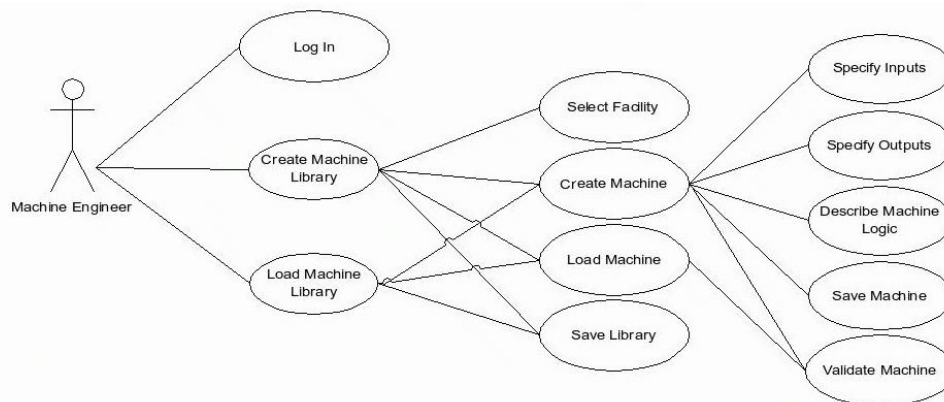 Log In
Specify Inputs
Select Facility
Specify Outputs
Create Machine
Library
Create Machine
Machine Engineer
Describe Machine
Logic
Load Machine
Load Machine
Library
Save Machine
Save Library
Validate Machine